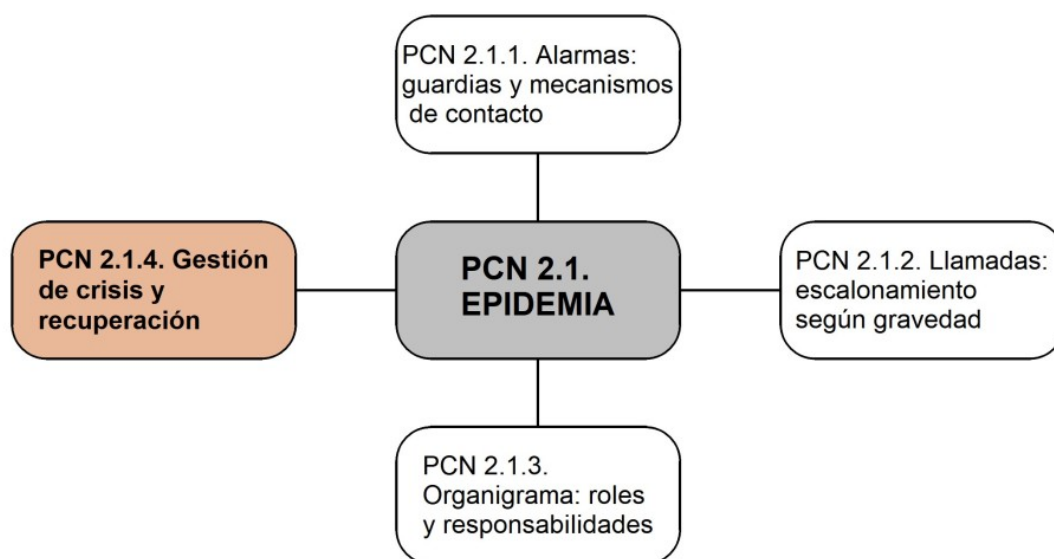 PCN 2.1.1. Alarmas:
guardias y mecanismos
de contacto
PCN 2.1.4. Gestión
de crisis y
recuperación
PCN 2.1.
EPIDEMIA
PCN 2.1.2. Llamadas:
escalonamiento
según gravedad
PCN 2.1.3.
Organigrama: roles
y responsabilidades